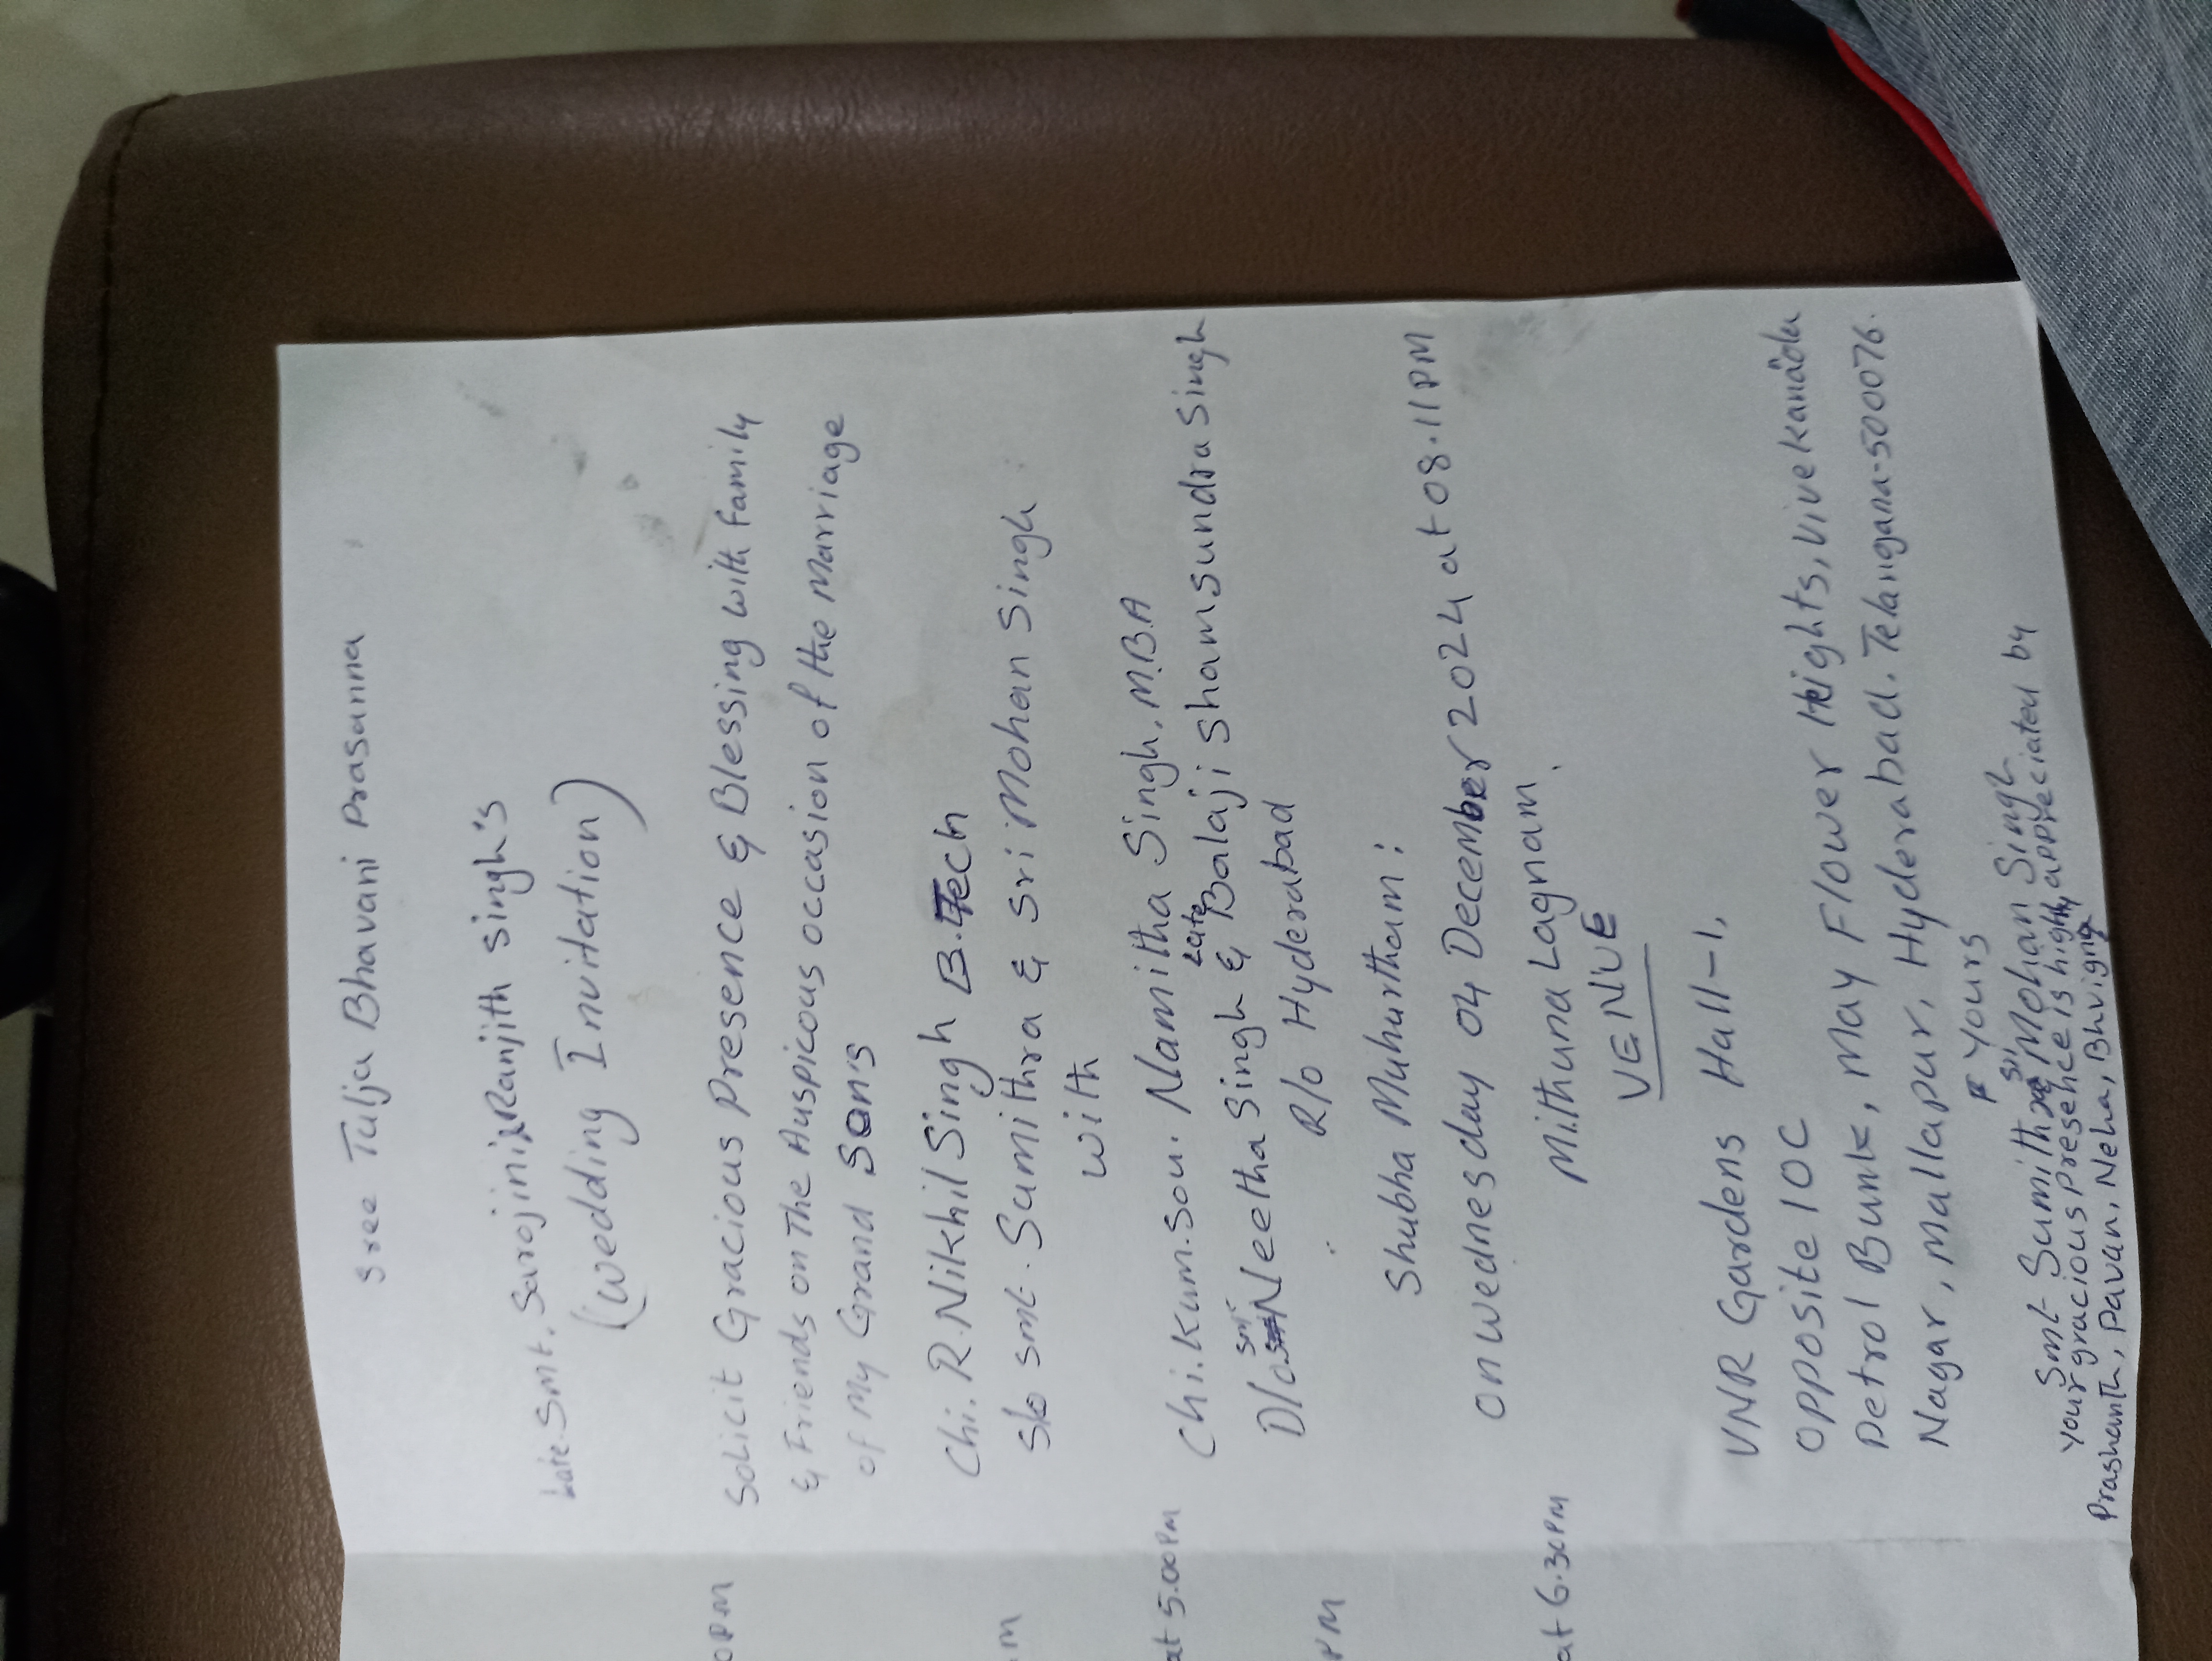 Sree Tulja Bhavani Prasanna
Late. Smt. Sarojini Ranjith Singh's
(Wedding Invitation)
Solicit Gracious Presence & Blessing with Family
& Friends on The Auspicous occasion of the Marriage
of My Grand Sons
Chi. R. Nikhil Singh B.Tech
S/o Smt. Sumithra & Sri Mohan Singh
with
Chi. Kum. Sou. Namitha Singh, M.B.A
D/o. Smt Neetha Singh & Late Balaji Shamsundra Singh
R/o Hyderabad
Shubha Muhurtham :
on wednesday 04 December 2024 at 08.11 PM
Mithuna Lagnam.
VENUE
VNR Gardens Hall-1,
OPPOSITE IOC
Petrol Bunk, May Flower Heights, Vivekananda
Nagar, Mallapur, Hyderabad. Telangana-500076.
Yours
Smt Sumithra Sri Mohan Singh
Your gracious Presence is highly appreciated by
Prashanth, Pavan, Neha, Bhvigna
0 PM
M
at 5.00 PM
PM
at 6.30 PM